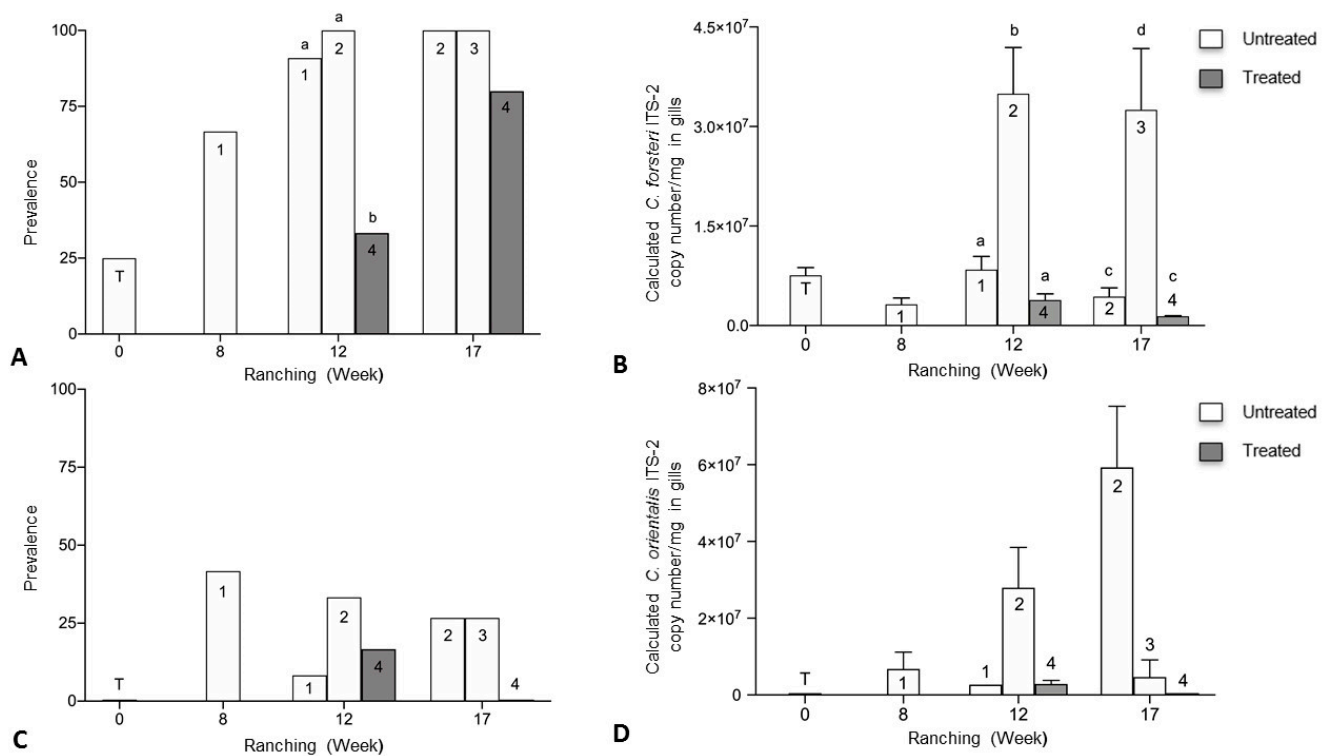 a
a
100
1
2
2
3
75
4
1
50
b
4
25
T
0
0
8
12
17
Prevalence
Ranching (Week)
A
b
d
4.5×10⁷
2
3.0×10⁷
3
1.5×10⁷
a
c
c
a
T
1
1
4
2
4
0.0
0
8
12
17
Calculated C. forsteri ITS-2
copy number/mg in gills
Ranching (Week)
B
Untreated
Treated
100
75
50
1
2
2
3
25
4
T
1
4
0
0
8
12
17
Prevalence
Ranching (Week)
C
8×10⁷
6×10⁷
2
4×10⁷
2
2×10⁷
3
T
1
1
4
4
0
0
8
12
17
Calculated C. orientalis ITS-2
copy number/mg in gills
Ranching (Week)
D
Untreated
Treated